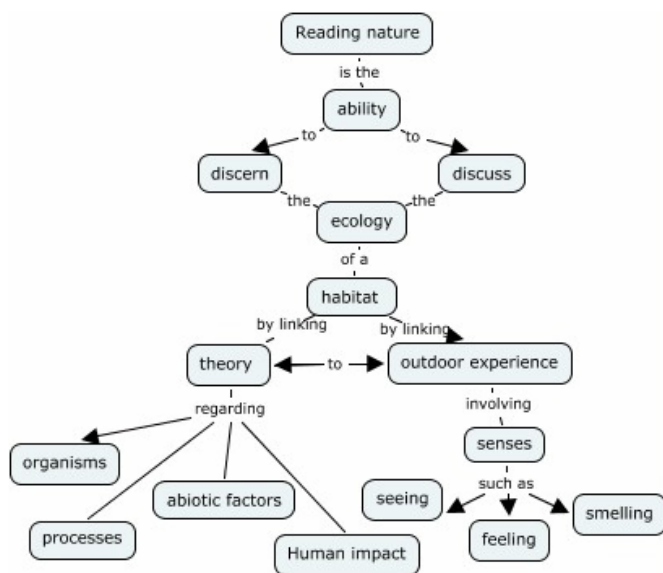 Reading nature
is the
ability
to to
discern discuss
the the
ecology
of a
habitat
by linking by linking
theory to outdoor experience
regarding involving
organisms senses
such as
abiotic factors seeing smelling
processes feeling
Human impact